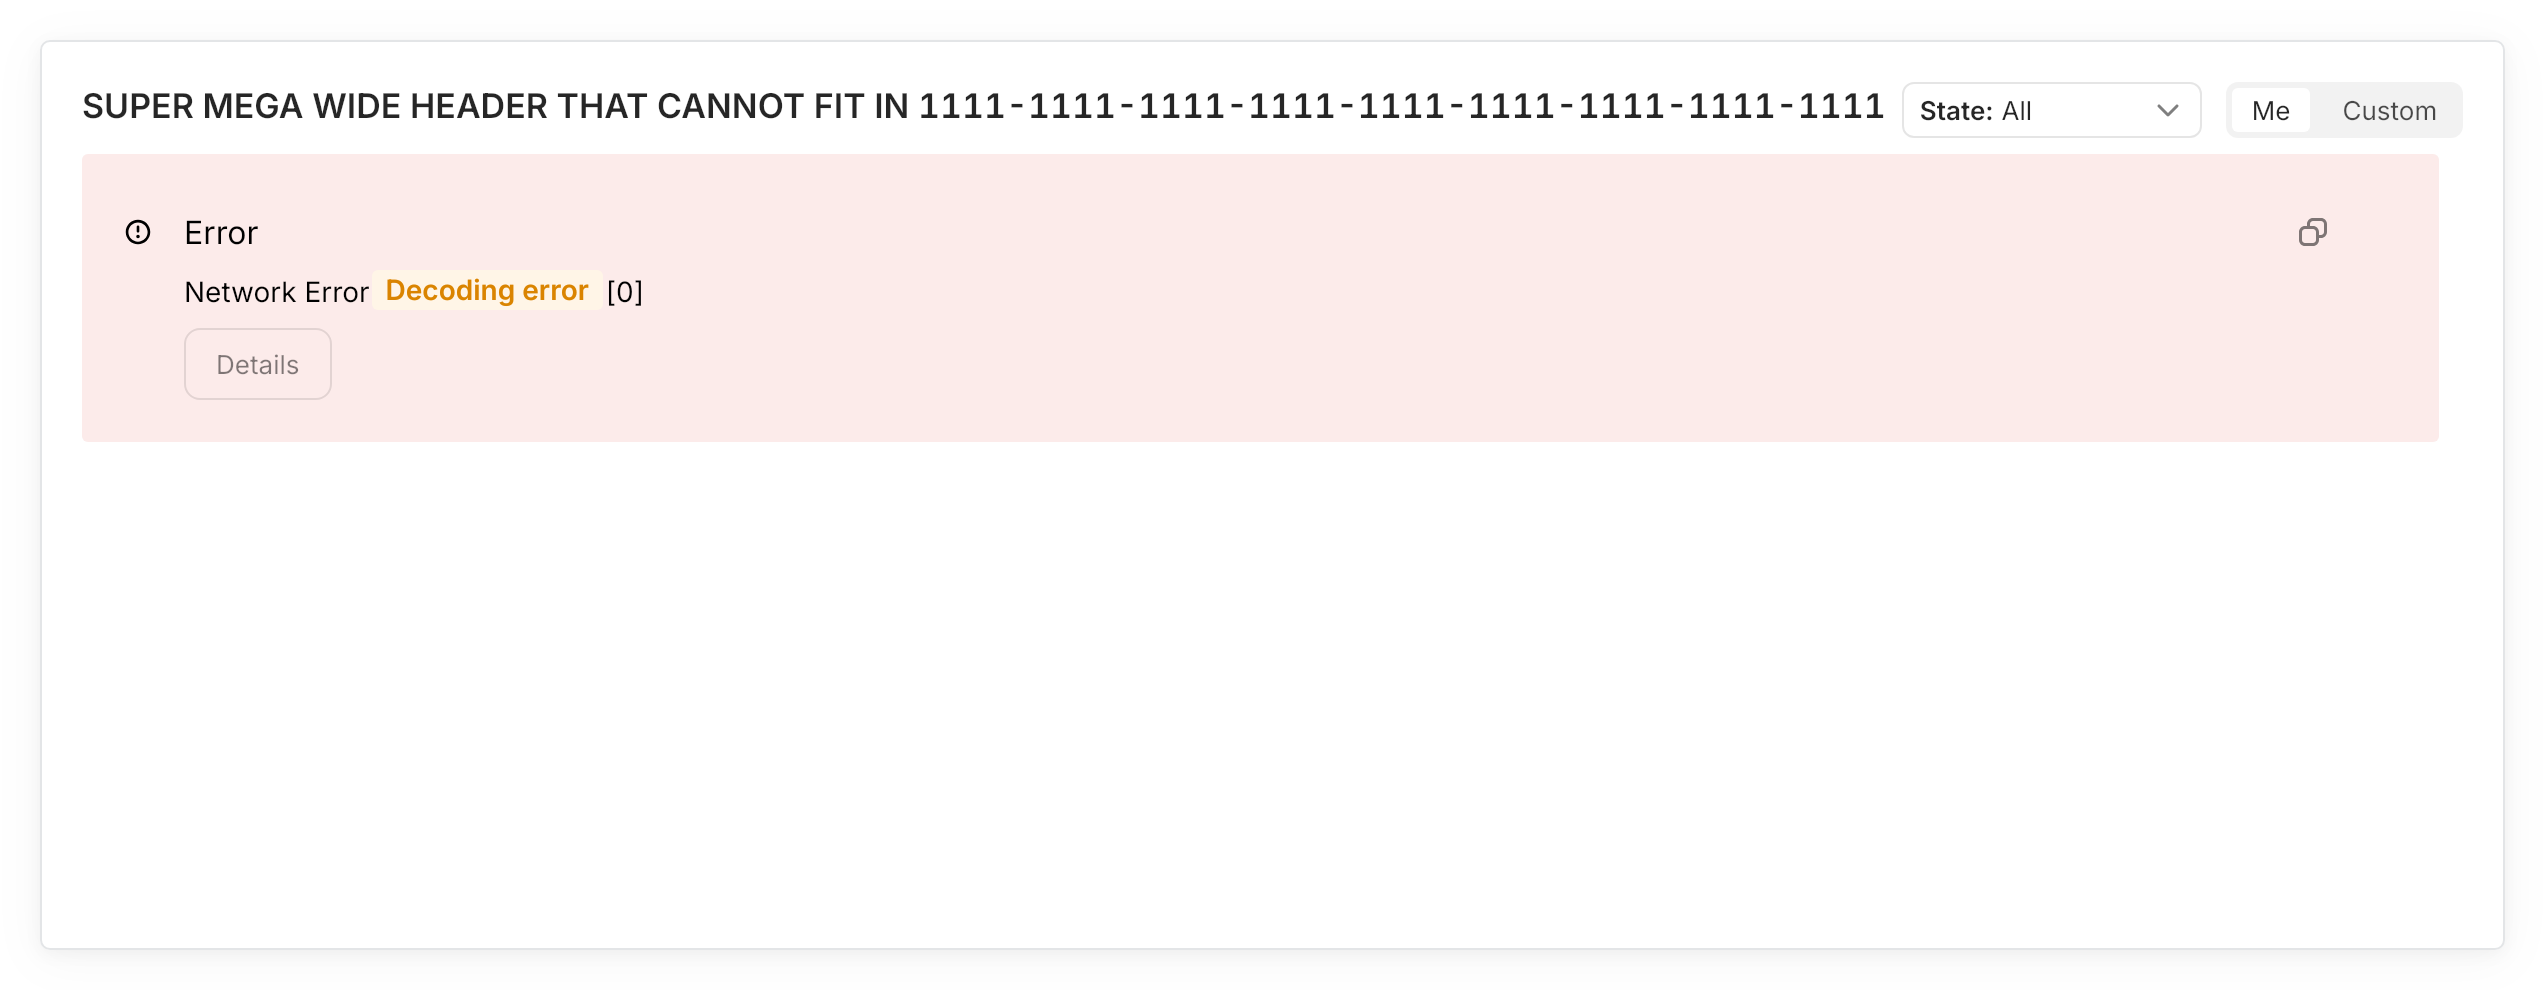 SUPER MEGA WIDE HEADER THAT CANNOT FIT IN 1111-1111-1111-1111-1111-1111-1111-1111-1111 State: All Me Custom
Error
Network Error Decoding error [0]
Details